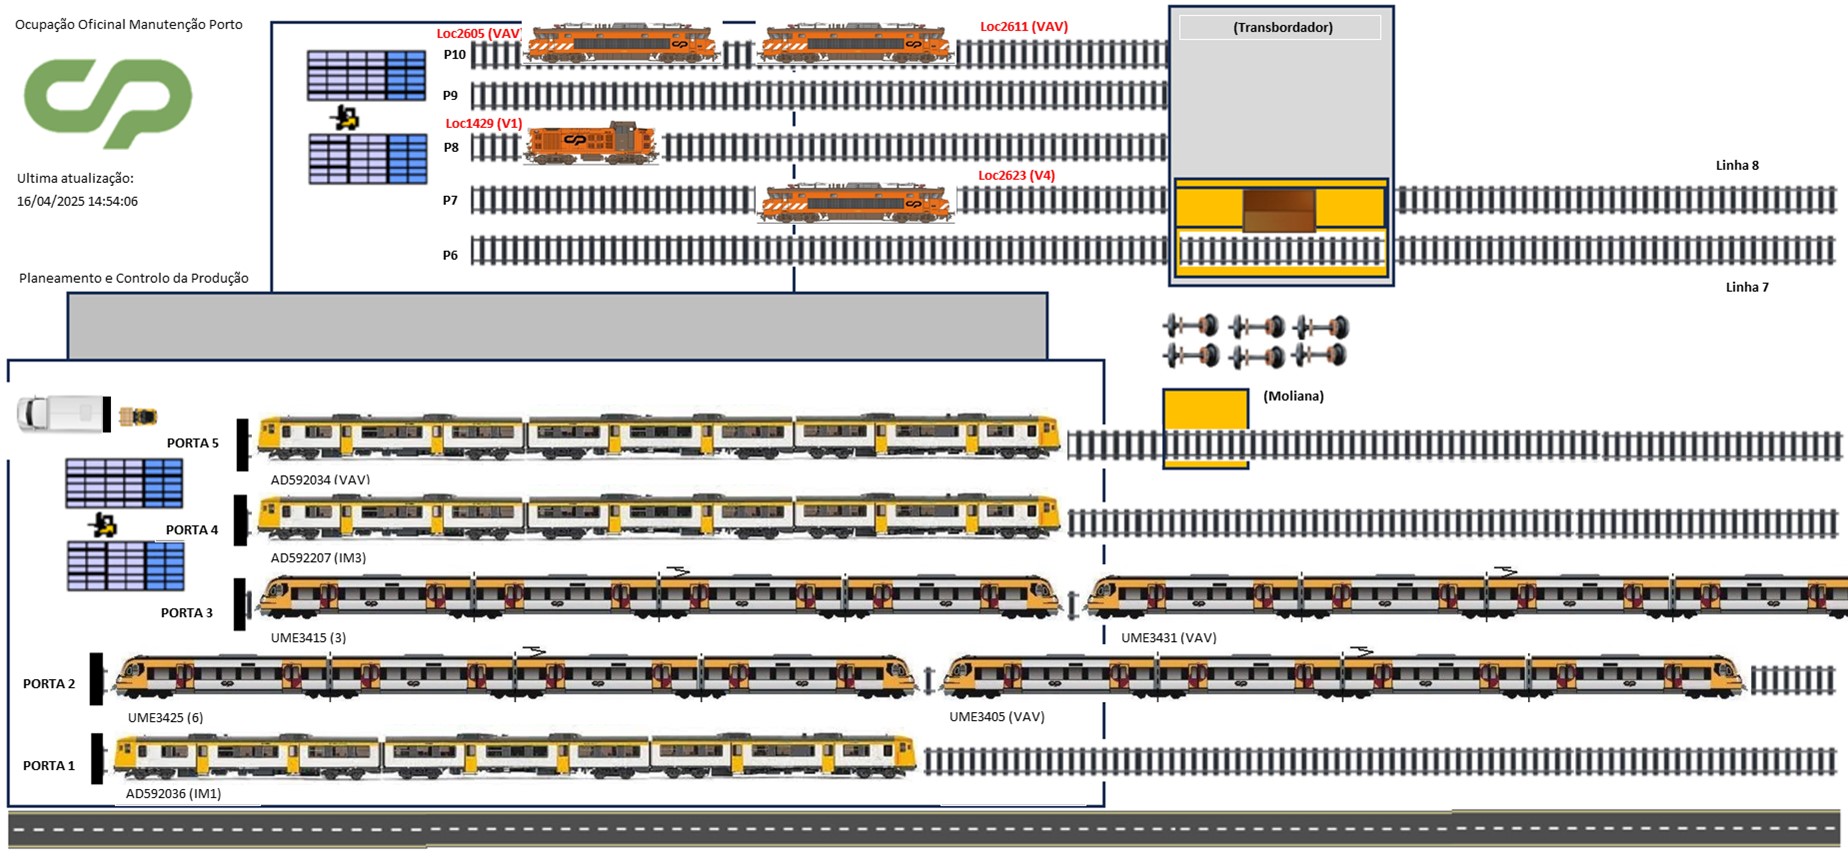 Ocupação Oficinal Manutenção Porto
Ultima atualização:
16/04/2025 14:54:06
Planeamento e Controlo da Produção
Loc2605 (VAV)
Loc2611 (VAV)
(Transbordador)
P10
P9
Loc1429 (V1)
P8
Loc2623 (V4)
P7
Linha 8
P6
Linha 7
(Moliana)
PORTA 5
AD592034 (VAV)
PORTA 4
AD592207 (IM3)
PORTA 3
UME3415 (3)
UME3431 (VAV)
PORTA 2
UME3425 (6)
UME3405 (VAV)
PORTA 1
AD592036 (IM1)